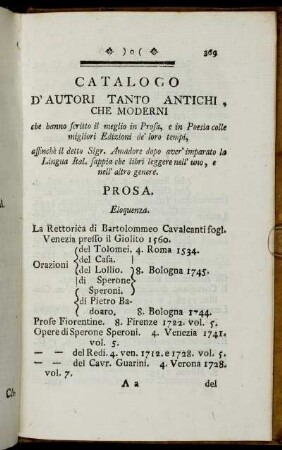 )o( 369
CATALOGO
D'AUTORI TANTO ANTICHI,
CHE MODERNI
che hanno scritto il meglio in Prosa, e in Poesia colle
migliori Edizioni de' loro tempi,
affinchè il detto Sigr. Amadore dopo aver' imparato la
Lingua Ital. sappia che libri leggere nell' uno, e
nell' altro genere.
PROSA.
Eloquenza.
La Rettorica di Bartolommeo Cavalcanti fogl.
Venezia presso il Giolito 1560.
(del Tolomei. 4. Roma 1534.
Orazioni (del Casa. )
(del Lollio. )8. Bologna 1745.
(di Sperone )
( Speroni. )
(di Pietro Ba-
( doaro. 8. Bologna 1744.
Prose Fiorentine. 8. Firenze 1722. vol. 5.
Opere di Sperone Speroni. 4. Venezia 1741.
vol. 5.
— — del Redi. 4. ven. 1712. e 1728. vol. 5.
— — del Cavr. Guarini. 4. Verona 1728.
vol. 7.
A a del